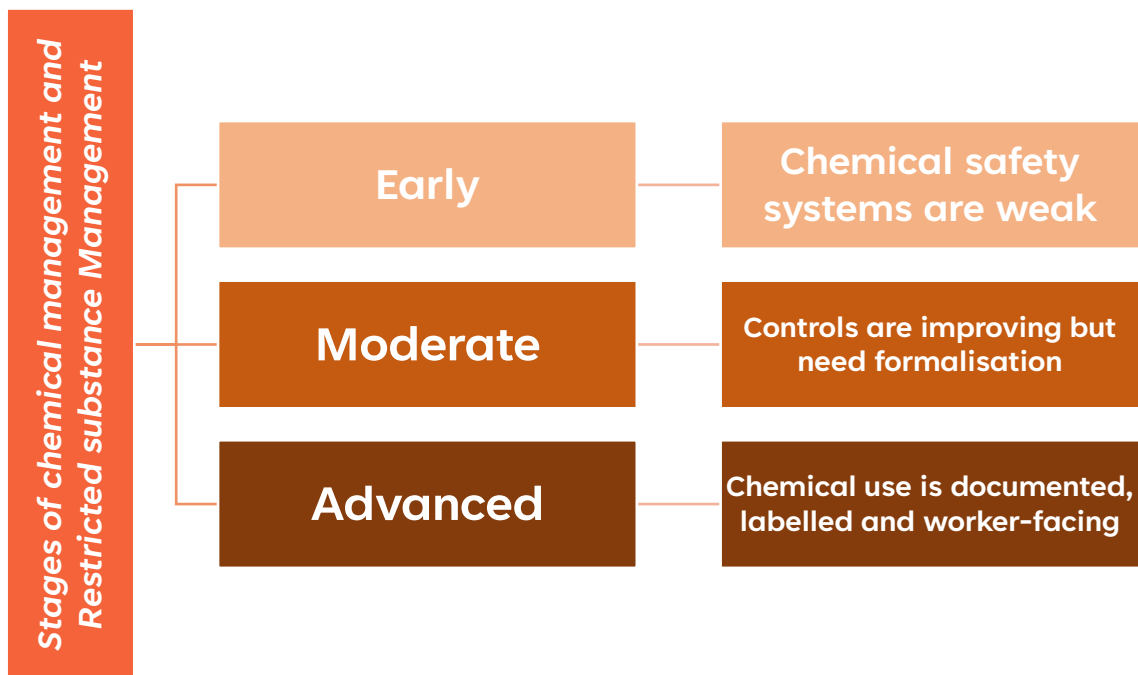 Stages of chemical management and
Restricted substance Management
Early
Chemical safety
systems are weak
Moderate
Controls are improving but
need formalisation
Advanced
Chemical use is documented,
labelled and worker-facing